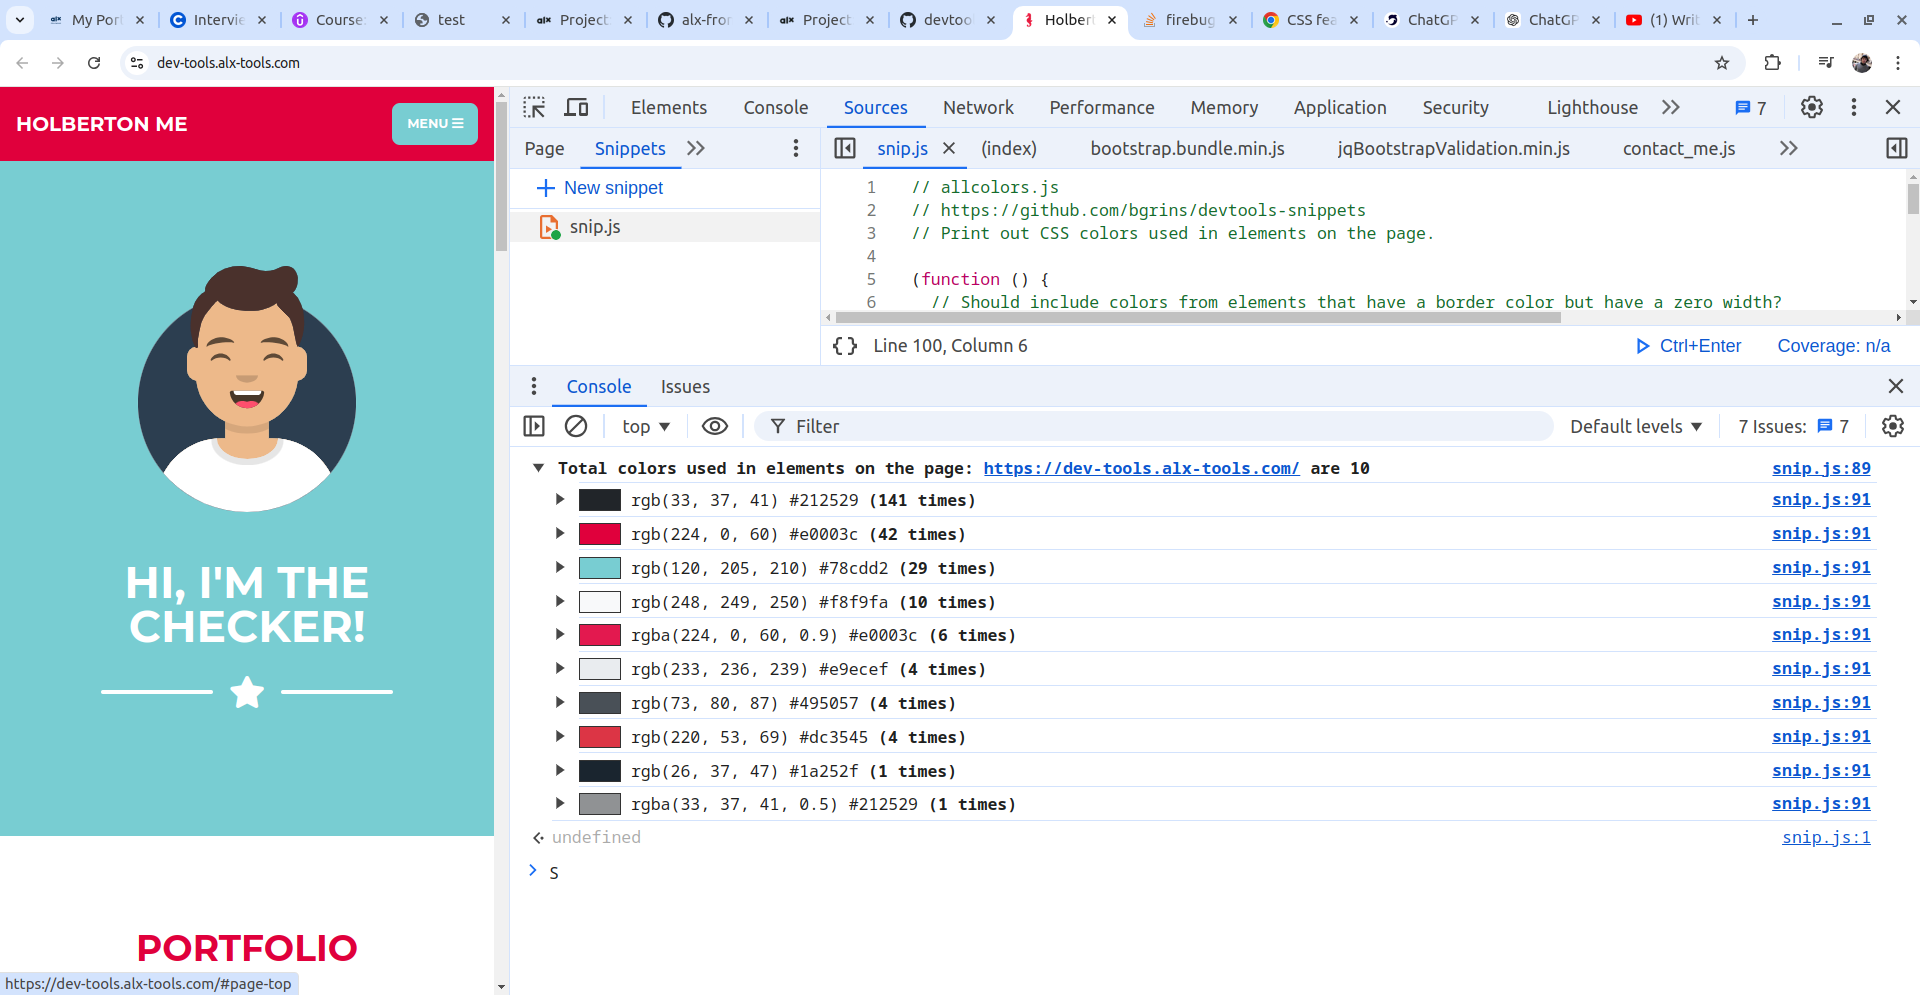 My Por
Intervie
Course:
test
Project:
alx-fror
Project:
devtoo
Holber
firebug
CSS fea
ChatGP
ChatGP
(1) Writ
dev-tools.alx-tools.com
HOLBERTON ME
MENU
HI, I'M THE
CHECKER!
PORTFOLIO
https://dev-tools.alx-tools.com/#page-top
Elements Console Sources Network Performance Memory Application Security Lighthouse 7
Page Snippets
New snippet
snip.js
snip.js (index) bootstrap.bundle.min.js jqBootstrapValidation.min.js contact_me.js
1 // allcolors.js
2 // https://github.com/bgrins/devtools-snippets
3 // Print out CSS colors used in elements on the page.
4
5 (function () {
6 // Should include colors from elements that have a border color but have a zero width?
{} Line 100, Column 6 Ctrl+Enter Coverage: n/a
Console Issues
top Filter Default levels 7 Issues: 7
Total colors used in elements on the page: https://dev-tools.alx-tools.com/ are 10 snip.js:89
rgb(33, 37, 41) #212529 (141 times) snip.js:91
rgb(224, 0, 60) #e0003c (42 times) snip.js:91
rgb(120, 205, 210) #78cdd2 (29 times) snip.js:91
rgb(248, 249, 250) #f8f9fa (10 times) snip.js:91
rgba(224, 0, 60, 0.9) #e0003c (6 times) snip.js:91
rgb(233, 236, 239) #e9ecef (4 times) snip.js:91
rgb(73, 80, 87) #495057 (4 times) snip.js:91
rgb(220, 53, 69) #dc3545 (4 times) snip.js:91
rgb(26, 37, 47) #1a252f (1 times) snip.js:91
rgba(33, 37, 41, 0.5) #212529 (1 times) snip.js:91
undefined snip.js:1
S